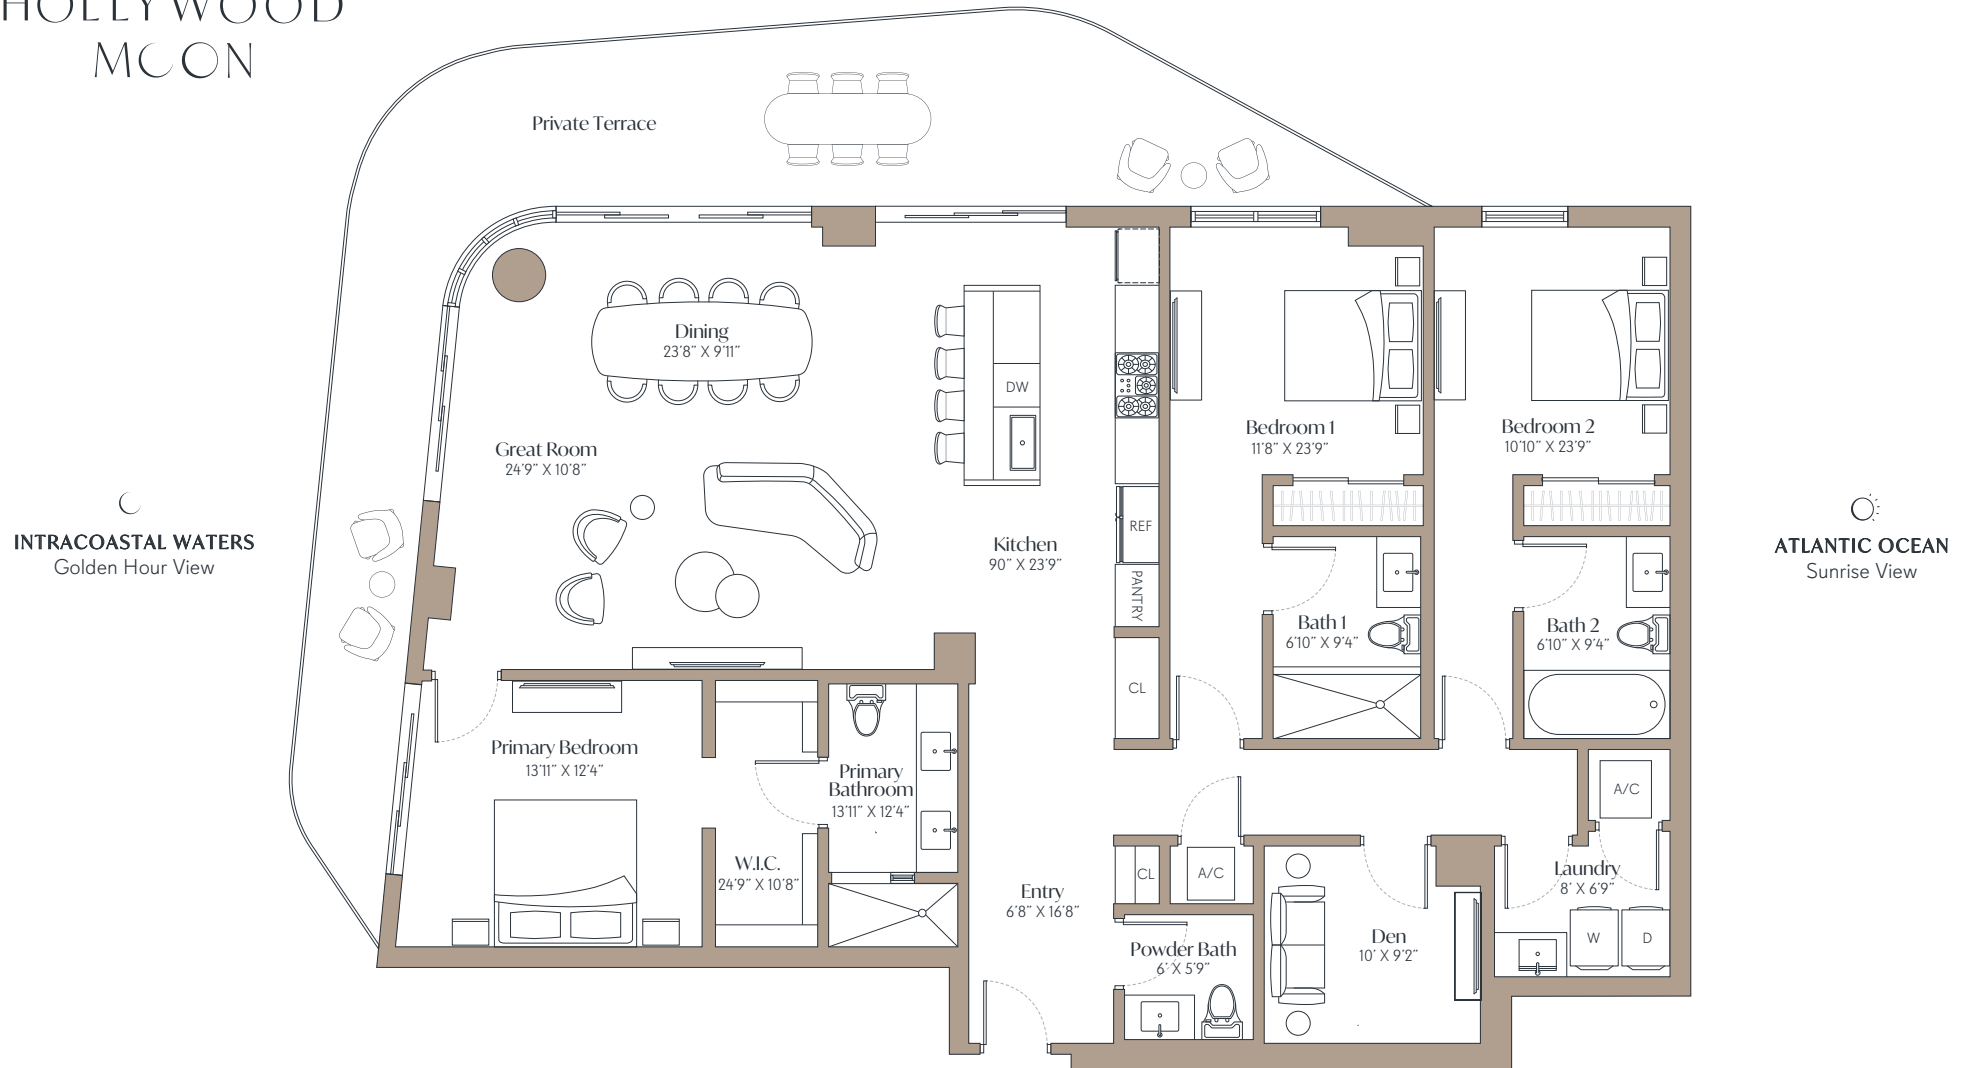 HOLLYWOOD
MOON
Private Terrace
Dining
23'8" X 9'11"
DW
Great Room
24'9" X 10'8"
Bedroom 1
11'8" X 23'9"
Bedroom 2
10'10" X 23'9"
INTRACOASTAL WATERS
Golden Hour View
REF
Kitchen
90" X 23'9"
PANTRY
ATLANTIC OCEAN
Sunrise View
Bath 1
6'10" X 9'4"
Bath 2
6'10" X 9'4"
CL
Primary Bedroom
13'11" X 12'4"
Primary
Bathroom
13'11" X 12'4"
A/C
W.I.C.
24'9" X 10'8"
Entry
6'8" X 16'8"
CL
A/C
Laundry
8' X 6'9"
Powder Bath
6' X 5'9"
Den
10' X 9'2"
W
D